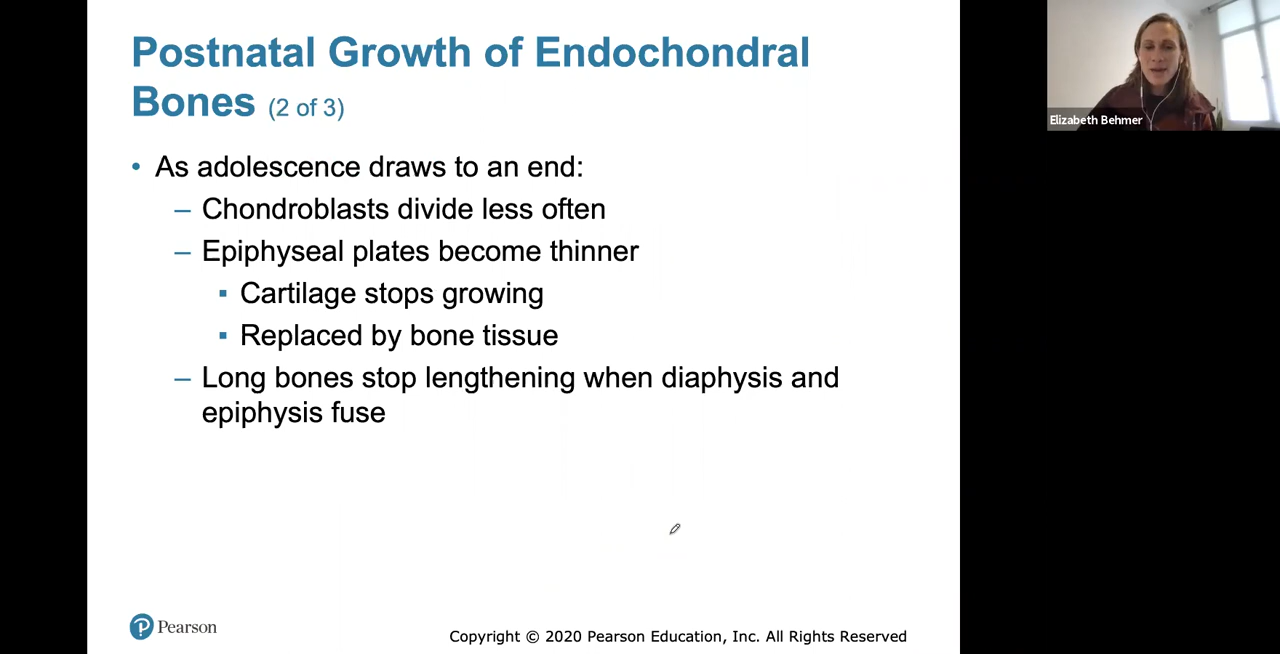 Postnatal Growth of Endochondral
Bones (2 of 3)
• As adolescence draws to an end:
– Chondroblasts divide less often
– Epiphyseal plates become thinner
▪ Cartilage stops growing
▪ Replaced by bone tissue
– Long bones stop lengthening when diaphysis and
epiphysis fuse
Pearson
Copyright © 2020 Pearson Education, Inc. All Rights Reserved
Elizabeth Behmer